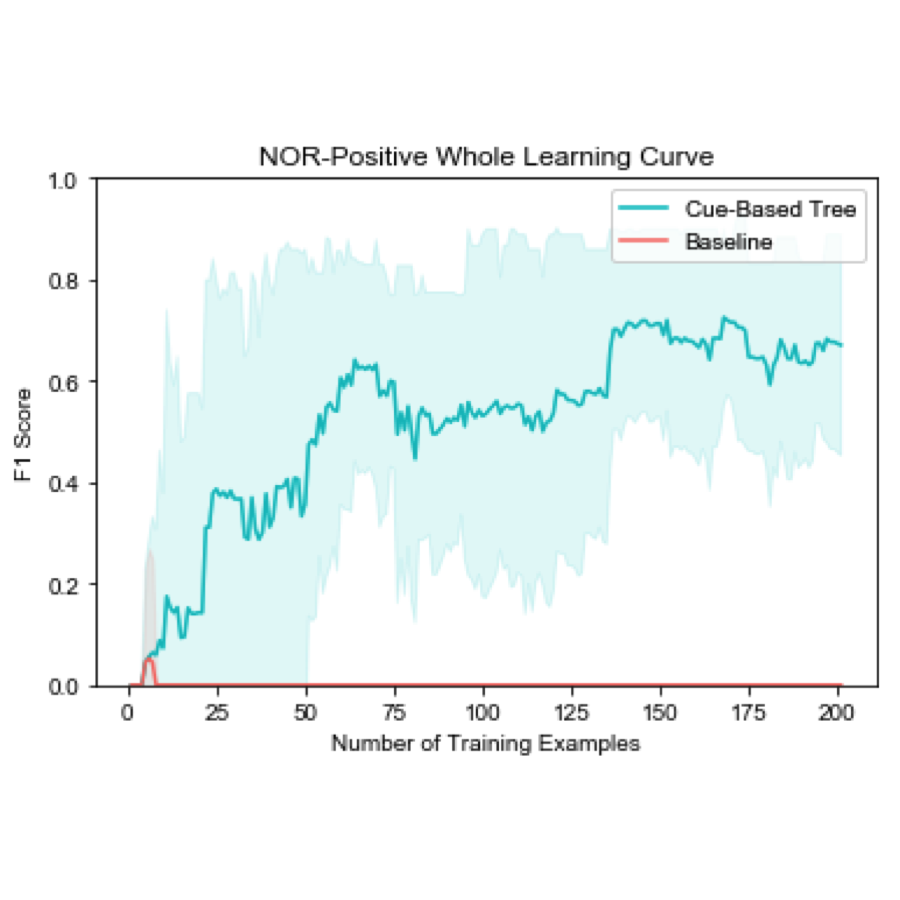 NOR-Positive Whole Learning Curve
1.0
0.8
0.6
0.4
0.2
0.0
F1 Score
Cue-Based Tree
Baseline
0 25 50 75 100 125 150 175 200
Number of Training Examples